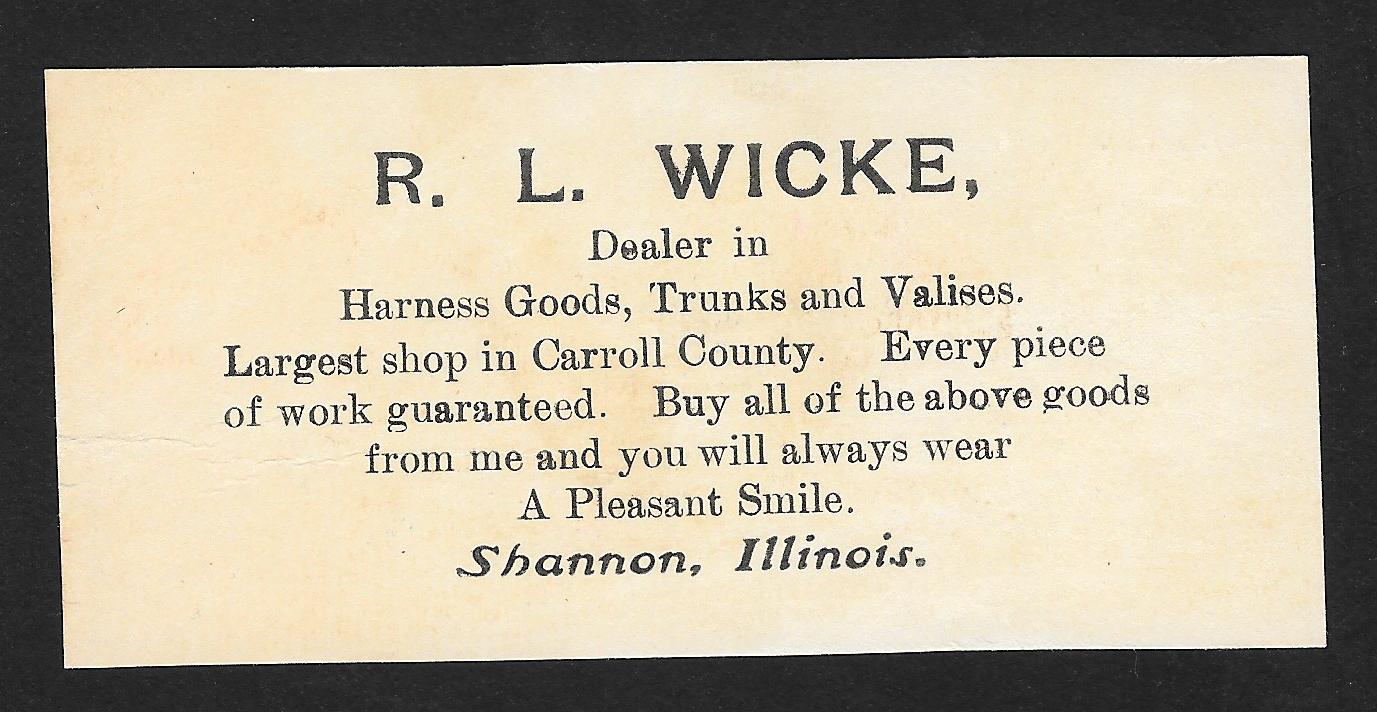 R. L. WICKE,
Dealer in
Harness Goods, Trunks and Valises.
Largest shop in Carroll County. Every piece
of work guaranteed. Buy all of the above goods
from me and you will always wear
A Pleasant Smile.
Shannon, Illinois.